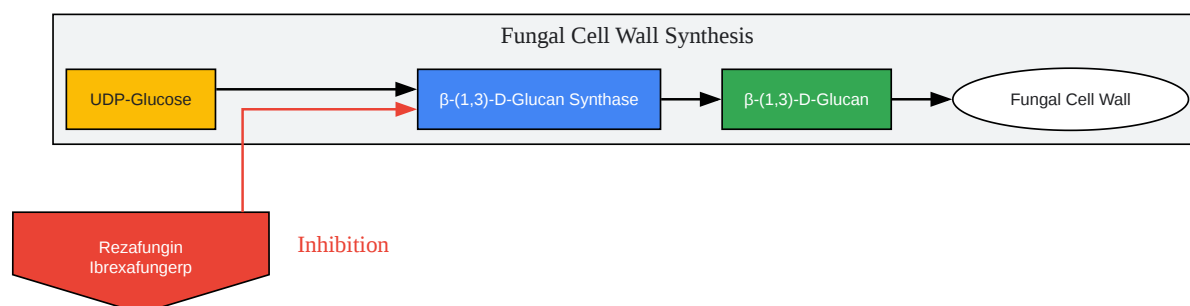 Fungal Cell Wall Synthesis
UDP-Glucose
β-(1,3)-D-Glucan Synthase
β-(1,3)-D-Glucan
Fungal Cell Wall
Rezafungin
Ibrexafungerp
Inhibition